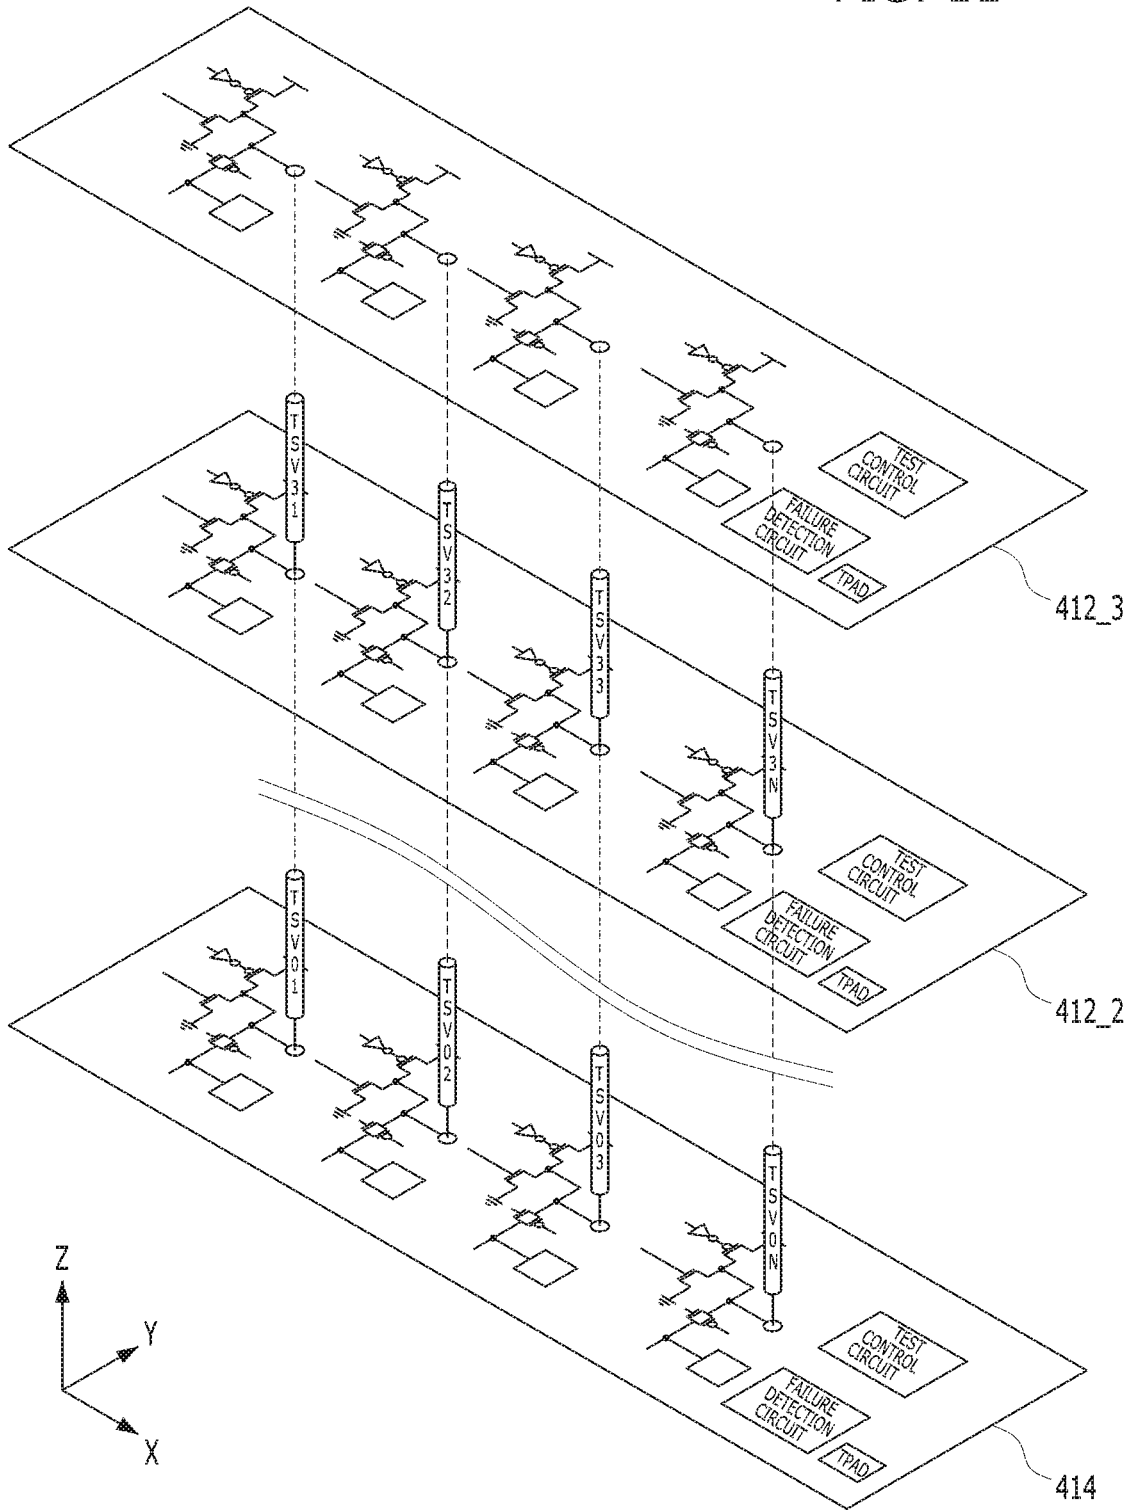 TEST
CONTROL
CIRCUIT
FAILURE
DETECTION
CIRCUIT
TPAD
412_3
TSV31
TSV32
TSV33
TSV3N
TEST
CONTROL
CIRCUIT
FAILURE
DETECTION
CIRCUIT
TPAD
412_2
TSV01
TSV02
TSV03
TSV0N
TEST
CONTROL
CIRCUIT
FAILURE
DETECTION
CIRCUIT
TPAD
414
Z
Y
X